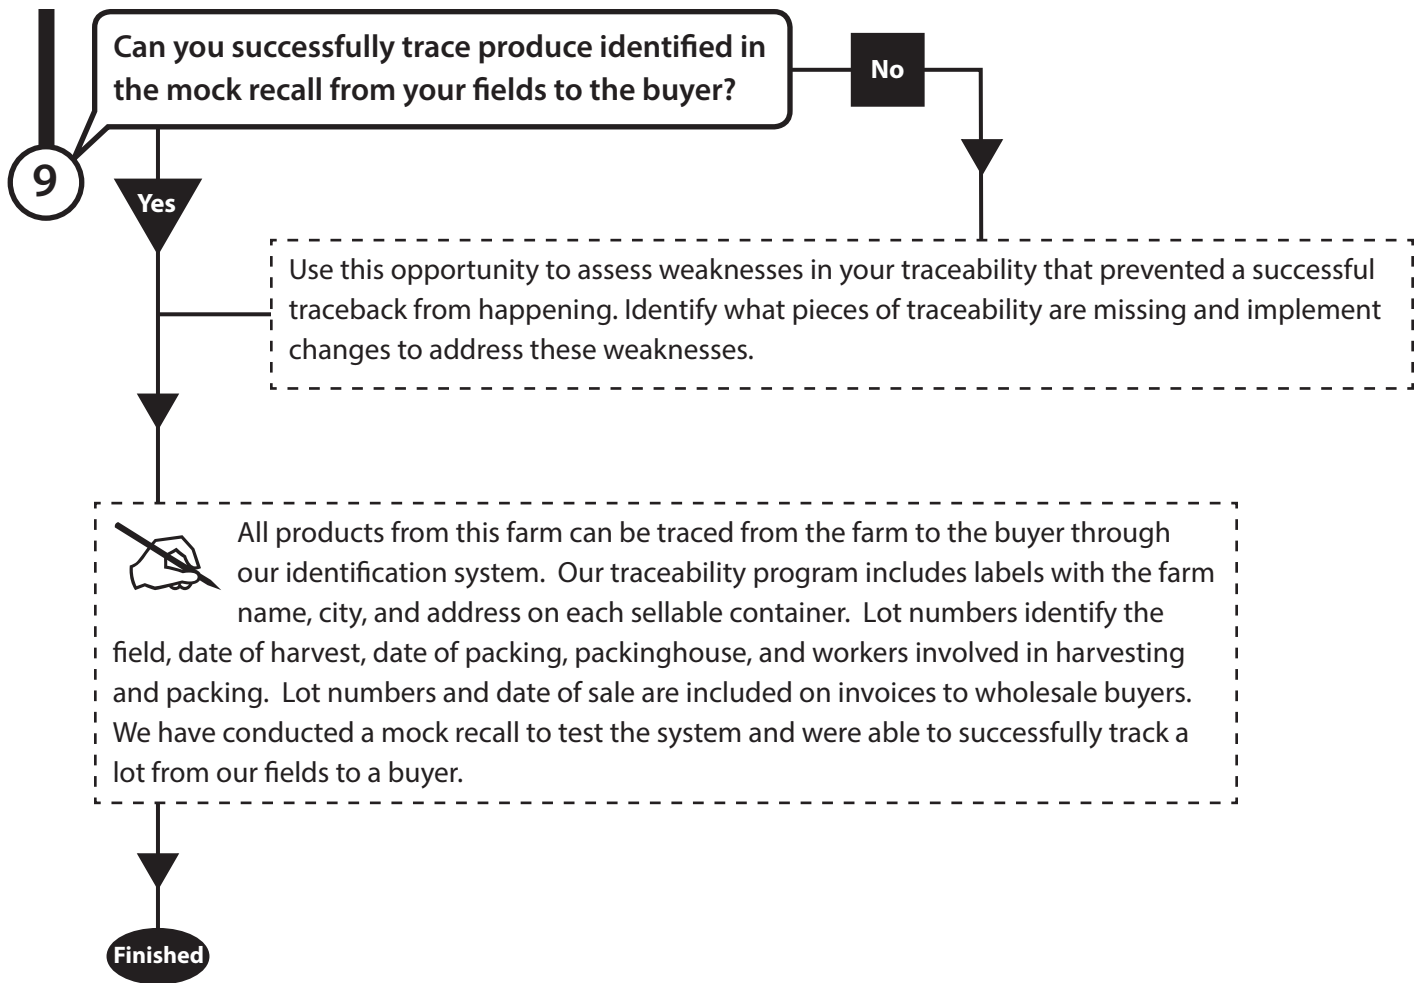 Can you successfully trace produce identified in
the mock recall from your fields to the buyer?
No
9
Yes
Use this opportunity to assess weaknesses in your traceability that prevented a successful
traceback from happening. Identify what pieces of traceability are missing and implement
changes to address these weaknesses.
All products from this farm can be traced from the farm to the buyer through
our identification system.  Our traceability program includes labels with the farm
name, city, and address on each sellable container.  Lot numbers identify the
field, date of harvest, date of packing, packinghouse, and workers involved in harvesting
and packing.  Lot numbers and date of sale are included on invoices to wholesale buyers.
We have conducted a mock recall to test the system and were able to successfully track a
lot from our fields to a buyer.
Finished